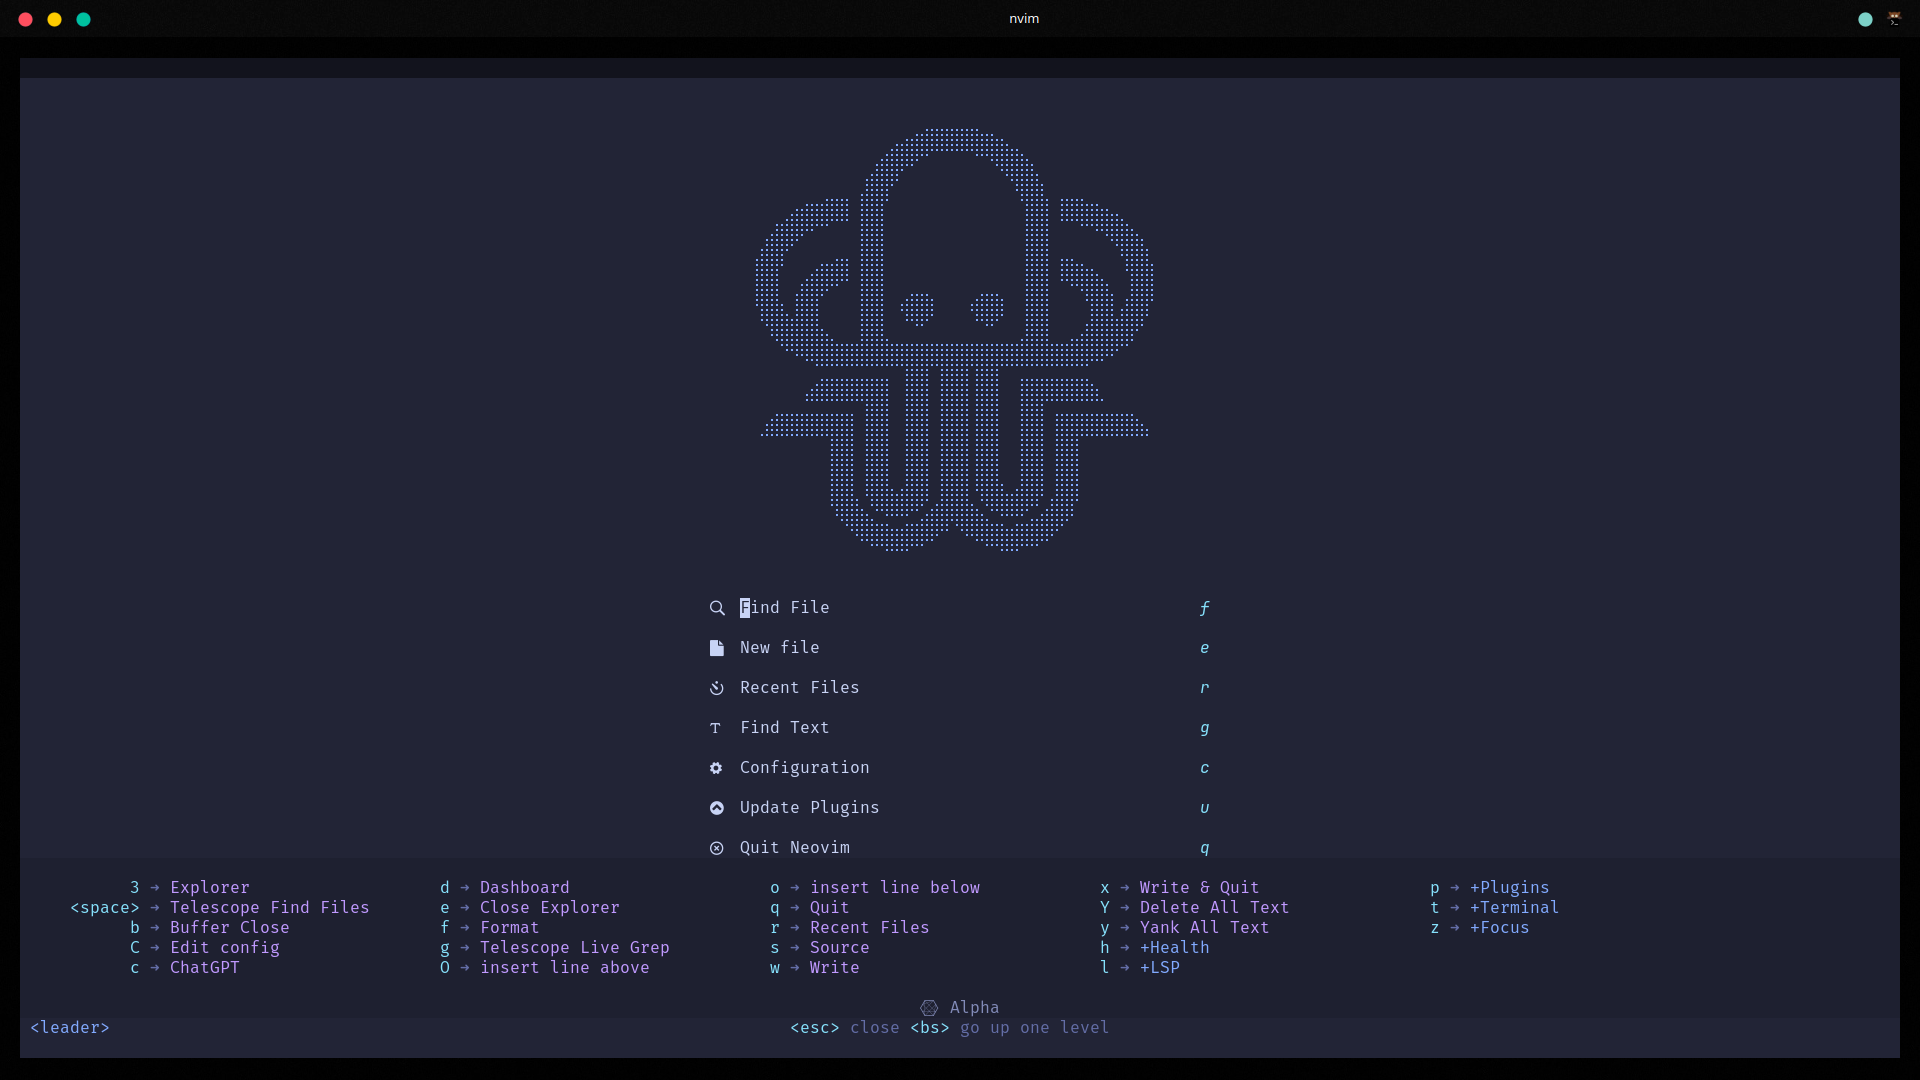 nvim
Find File f
New file e
Recent Files r
Find Text g
Configuration c
Update Plugins u
Quit Neovim q
3 ➜ Explorer d ➜ Dashboard o ➜ insert line below x ➜ Write & Quit p ➜ +Plugins
<space> ➜ Telescope Find Files e ➜ Close Explorer q ➜ Quit Y ➜ Delete All Text t ➜ +Terminal
b ➜ Buffer Close f ➜ Format r ➜ Recent Files y ➜ Yank All Text z ➜ +Focus
C ➜ Edit config g ➜ Telescope Live Grep s ➜ Source h ➜ +Health
c ➜ ChatGPT O ➜ insert line above w ➜ Write l ➜ +LSP
Alpha
<leader> <esc> close <bs> go up one level